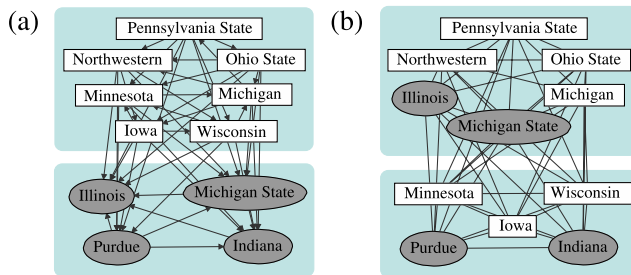 (a)
Pennsylvania State
Northwestern
Ohio State
Minnesota
Michigan
Iowa
Wisconsin
Illinois
Michigan State
Purdue
Indiana
(b)
Pennsylvania State
Northwestern
Ohio State
Illinois
Michigan
Michigan State
Minnesota
Wisconsin
Iowa
Purdue
Indiana